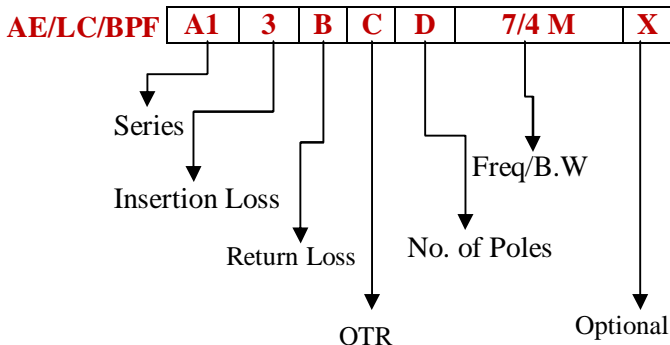 AE/LC/BPF A1 3 B C D 7/4 M X
Series
Freq/B.W
Insertion Loss
No. of Poles
Return Loss
OTR
Optional